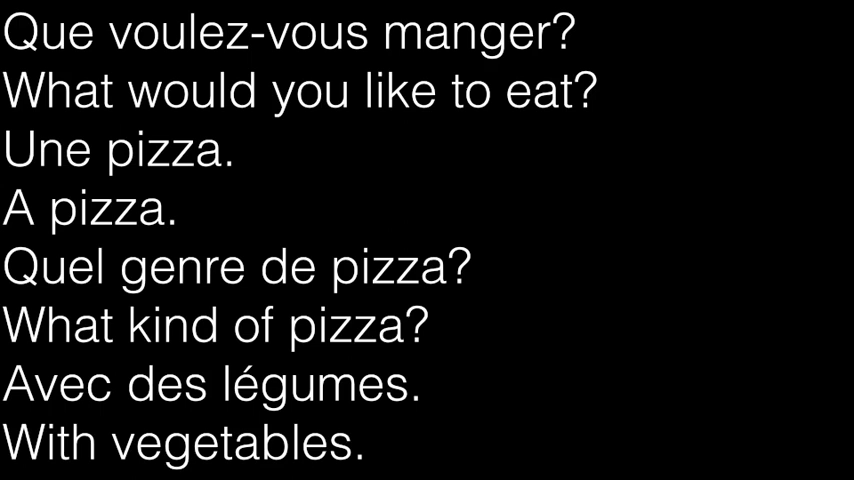 Que voulez-vous manger?
What would you like to eat?
Une pizza.
A pizza.
Quel genre de pizza?
What kind of pizza?
Avec des légumes.
With vegetables.